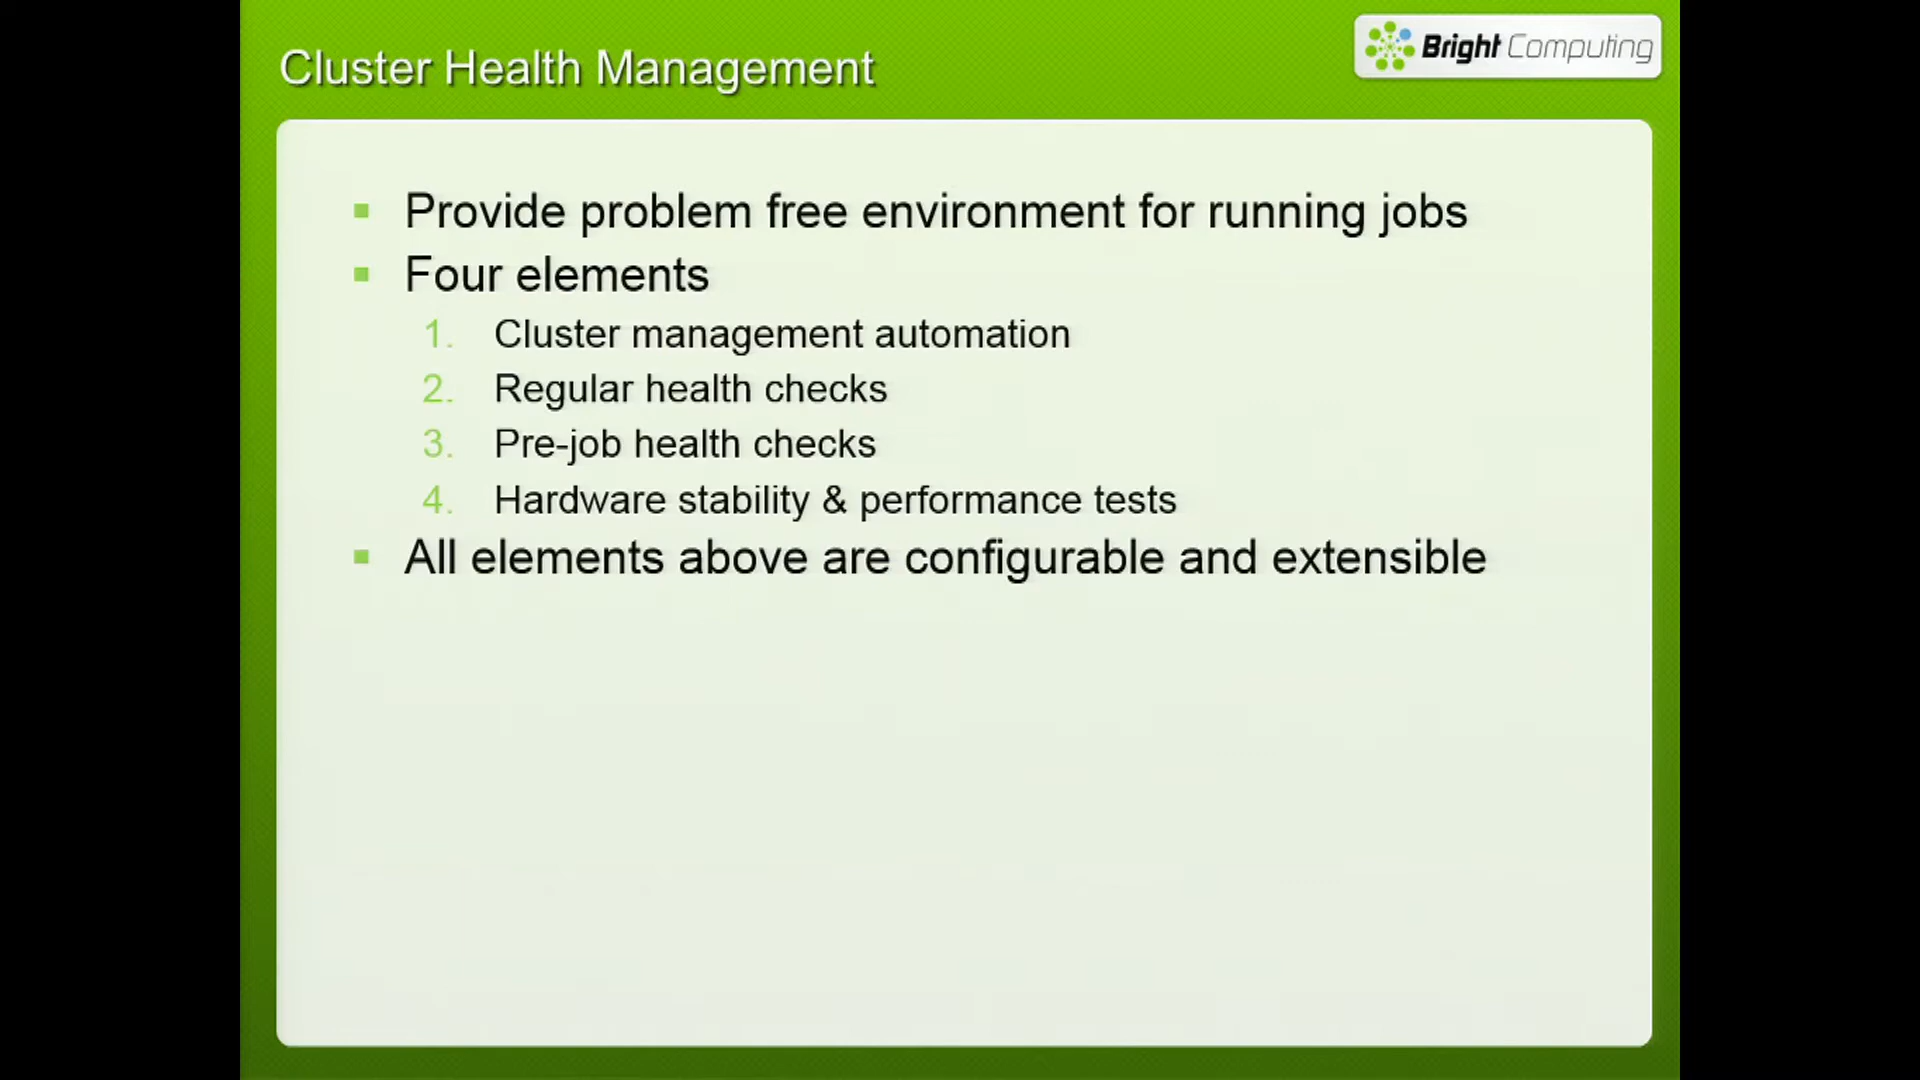 Cluster Health Management
Bright Computing
Provide problem free environment for running jobs
Four elements
1. Cluster management automation
2. Regular health checks
3. Pre-job health checks
4. Hardware stability & performance tests
All elements above are configurable and extensible